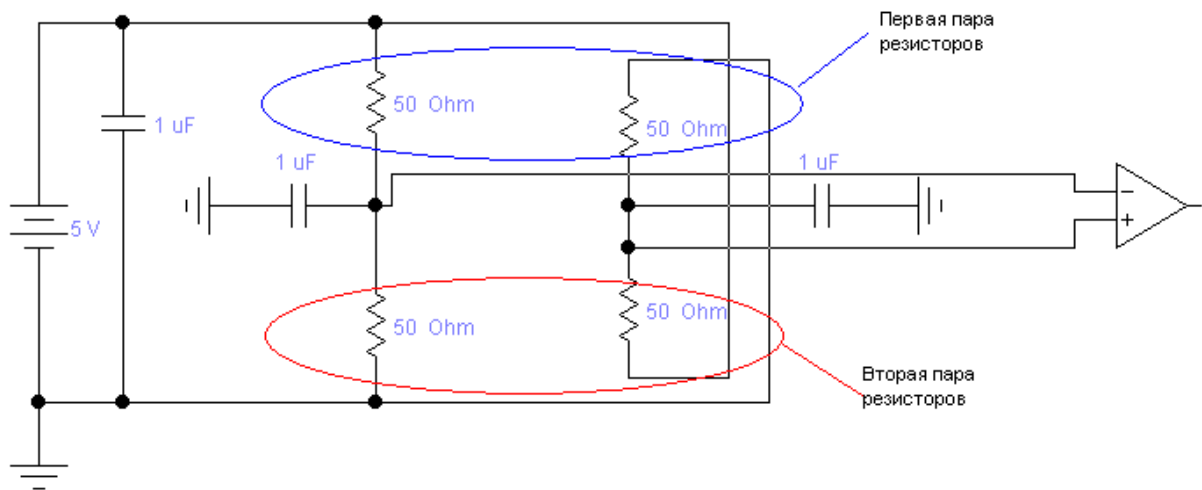 Первая пара
резисторов
50 Ohm
50 Ohm
1 uF
1 uF
1 uF
5 V
−
+
50 Ohm
50 Ohm
Вторая пара
резисторов